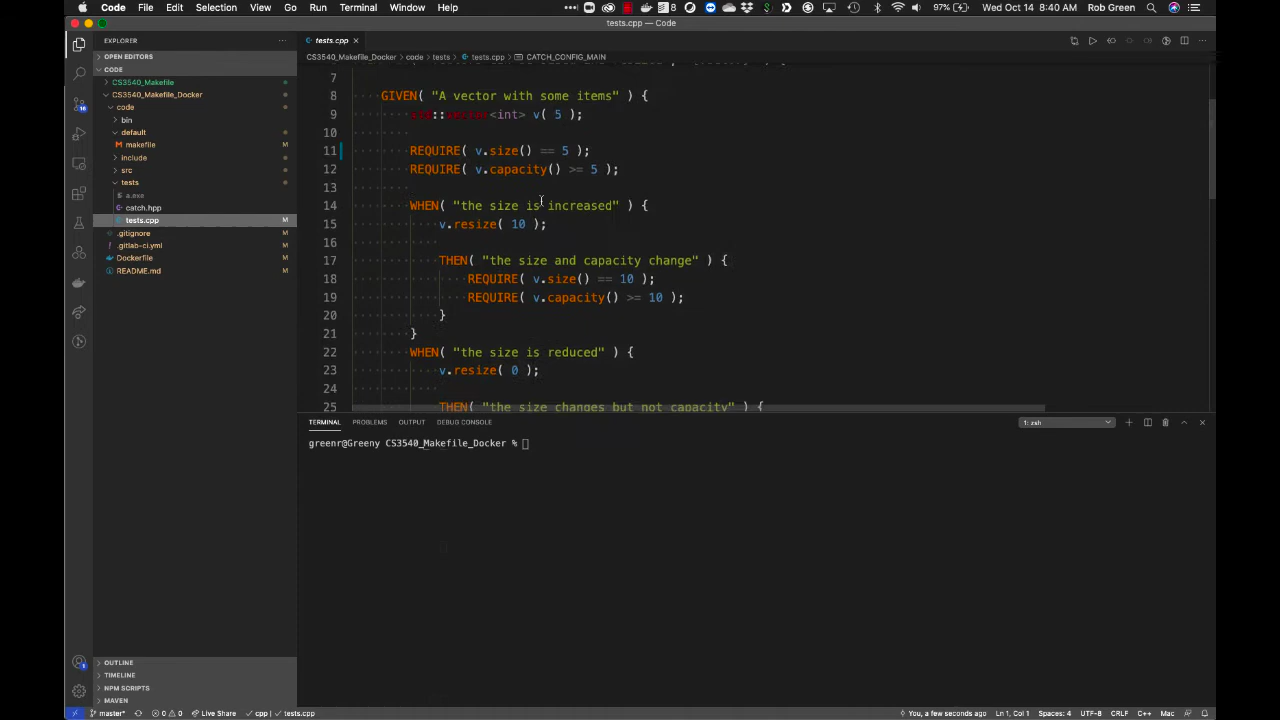 Code File Edit Selection View Go Run Terminal Window Help 97% Wed Oct 14 8:40 AM Rob Green
tests.cpp — Code
EXPLORER
OPEN EDITORS
CODE
CS3540_Makefile
CS3540_Makefile_Docker
code
bin
default
makefile M
include
src
tests
a.exe
catch.hpp M
tests.cpp M
.gitignore M
.gitlab-ci.yml M
Dockerfile M
README.md M
OUTLINE
TIMELINE
NPM SCRIPTS
MAVEN
tests.cpp
CS3540_Makefile_Docker > code > tests > tests.cpp > CATCH_CONFIG_MAIN
7
8 GIVEN( "A vector with some items" ) {
9 <int> v( 5 );
10
11 REQUIRE( v.size() == 5 );
12 REQUIRE( v.capacity() >= 5 );
13
14 WHEN( "the size is increased" ) {
15 v.resize( 10 );
16
17 THEN( "the size and capacity change" ) {
18 REQUIRE( v.size() == 10 );
19 REQUIRE( v.capacity() >= 10 );
20 }
21 }
22 WHEN( "the size is reduced" ) {
23 v.resize( 0 );
24
25 THEN( "the size changes but not capacity" ) {
TERMINAL PROBLEMS OUTPUT DEBUG CONSOLE 1: zsh
greenr@Greeny CS3540_Makefile_Docker %
master* 0 0 Live Share cpp tests.cpp You, a few seconds ago Ln 1, Col 1 Spaces: 4 UTF-8 CRLF C++ Mac